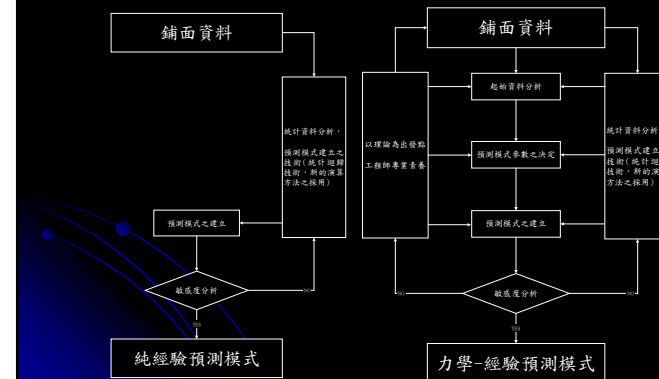 鋪面資料
統計資料分析，
預測模式建立之
技術(統計迴歸
技術，新的演算
方法之採用)
預測模式之建立
敏感度分析
NO
YES
純經驗預測模式
鋪面資料
起始資料分析
以理論為出發點
工程師專業素養
預測模式參數之決定
統計資料分析
預測模式建立
技術(統計迴
技術，新的演
方法之採用)
預測模式之建立
敏感度分析
NO
NO
YES
力學-經驗預測模式